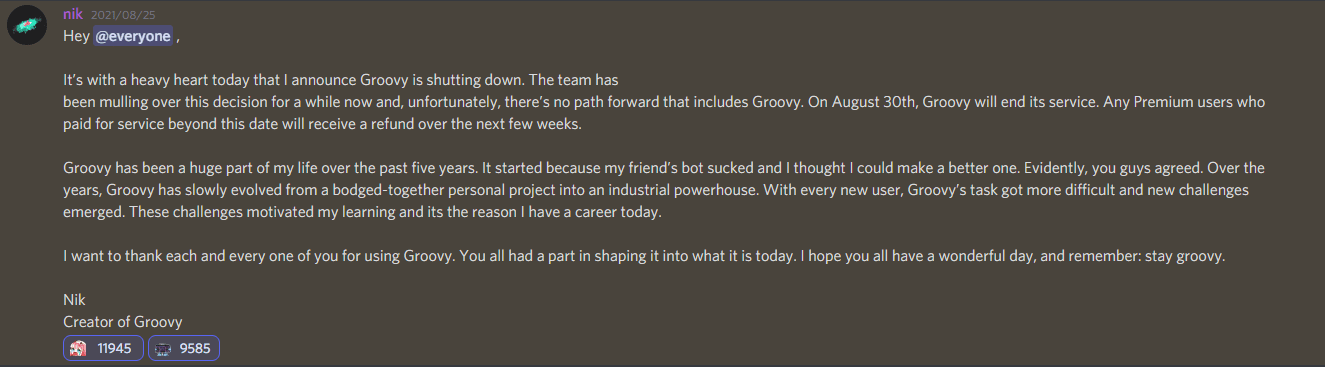 nik 2021/08/25
Hey @everyone ,
It’s with a heavy heart today that I announce Groovy is shutting down. The team has
been mulling over this decision for a while now and, unfortunately, there’s no path forward that includes Groovy. On August 30th, Groovy will end its service. Any Premium users who
paid for service beyond this date will receive a refund over the next few weeks.
Groovy has been a huge part of my life over the past five years. It started because my friend’s bot sucked and I thought I could make a better one. Evidently, you guys agreed. Over the
years, Groovy has slowly evolved from a bodged-together personal project into an industrial powerhouse. With every new user, Groovy’s task got more difficult and new challenges
emerged. These challenges motivated my learning and its the reason I have a career today.
I want to thank each and every one of you for using Groovy. You all had a part in shaping it into what it is today. I hope you all have a wonderful day, and remember: stay groovy.
Nik
Creator of Groovy
11945 9585